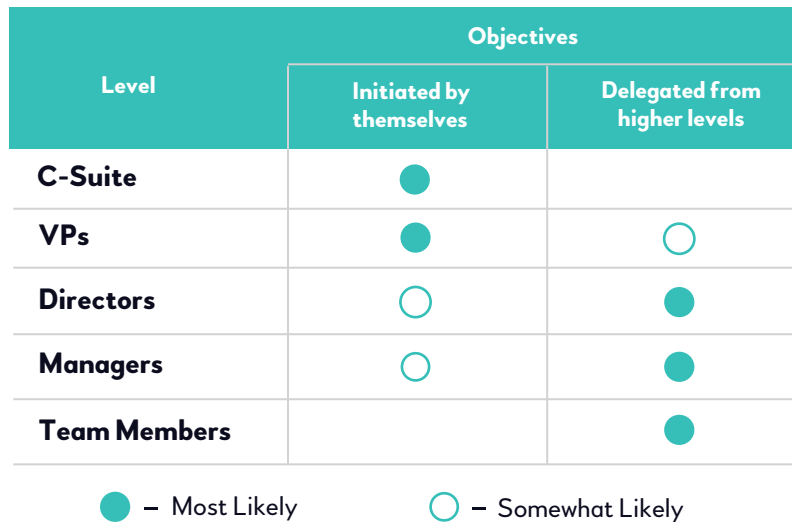 Objectives
Level
Initiated by
themselves
Delegated from
higher levels
C-Suite
VPs
Directors
Managers
Team Members
– Most Likely
– Somewhat Likely